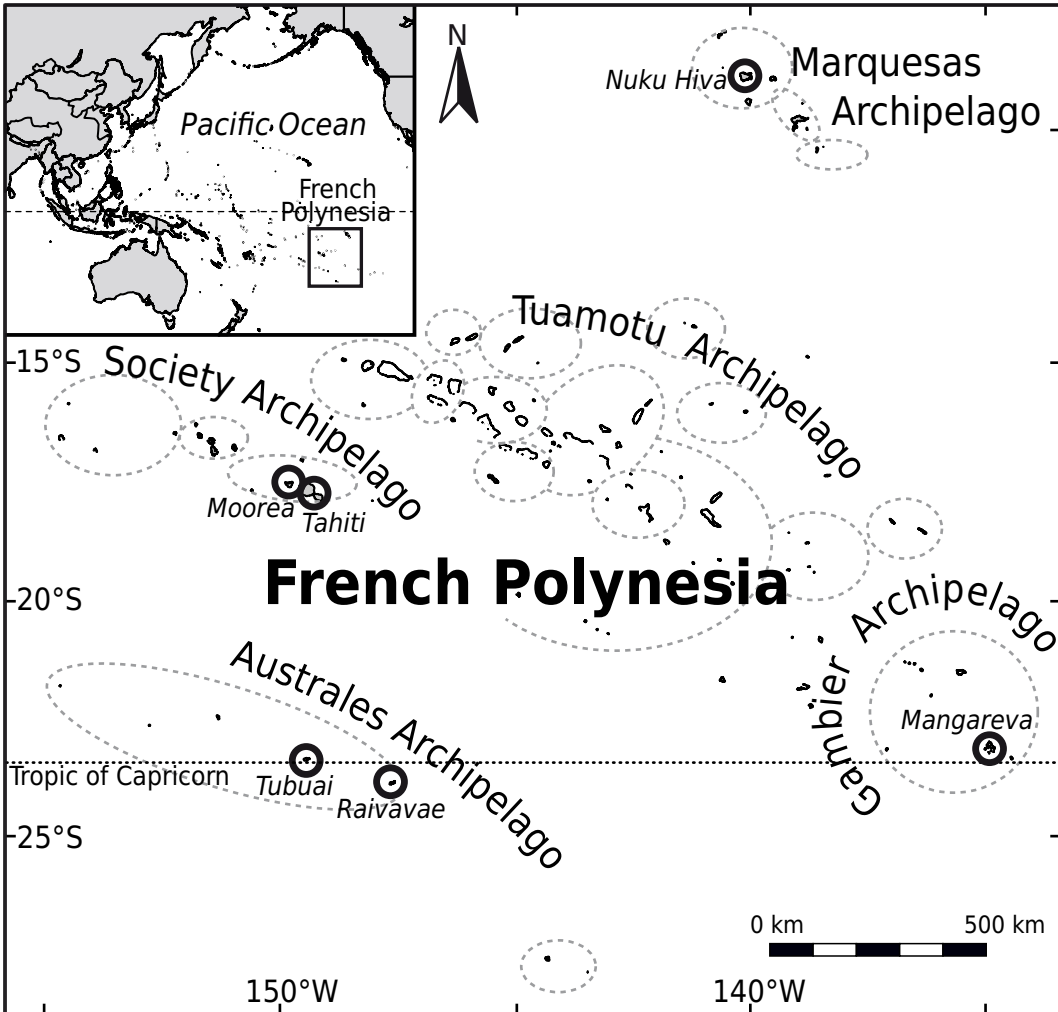 Pacific Ocean
French
Polynesia
N
Nuku Hiva
Marquesas
Archipelago
Tuamotu Archipelago
15°S
Society Archipelago
Moorea
Tahiti
French Polynesia
20°S
Gambier Archipelago
Mangareva
Australes Archipelago
Tropic of Capricorn
Tubuai
Raivavae
25°S
0 km 500 km
150°W 140°W